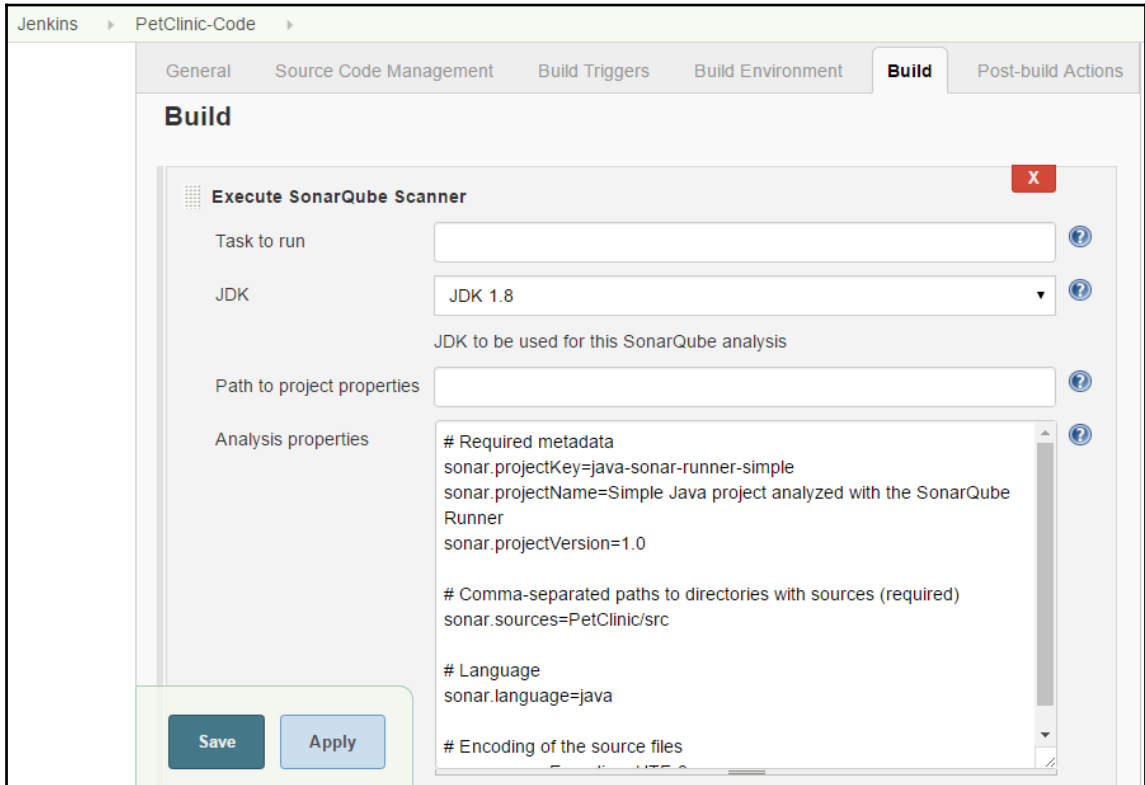 Jenkins PetClinic-Code
General Source Code Management Build Triggers Build Environment Build Post-build Actions
Build
X
Execute SonarQube Scanner
Task to run
JDK JDK 1.8
JDK to be used for this SonarQube analysis
Path to project properties
Analysis properties
# Required metadata
sonar.projectKey=java-sonar-runner-simple
sonar.projectName=Simple Java project analyzed with the SonarQube
Runner
sonar.projectVersion=1.0
# Comma-separated paths to directories with sources (required)
sonar.sources=PetClinic/src
# Language
sonar.language=java
# Encoding of the source files
Save Apply